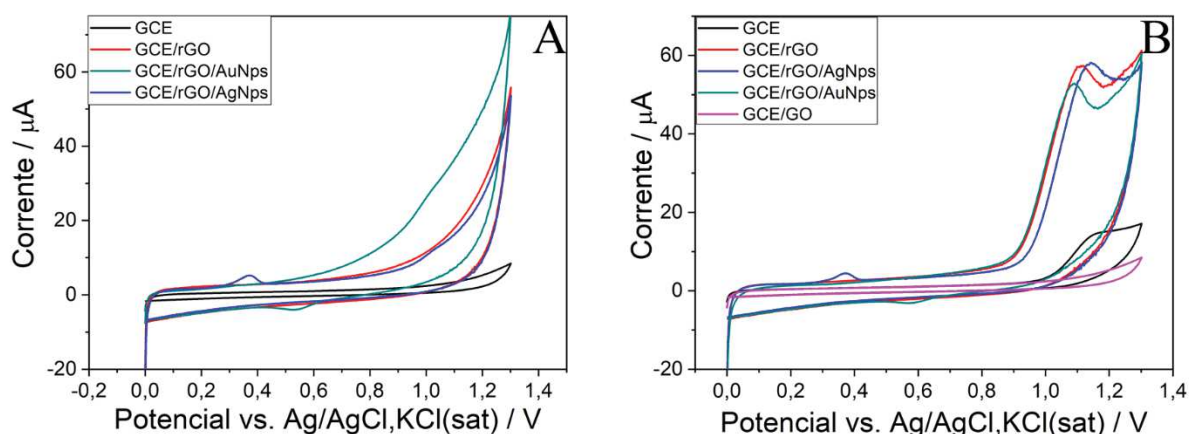 A
GCE
GCE/rGO
GCE/rGO/AuNps
GCE/rGO/AgNps
Corrente / µA
60
40
20
0
-20
-0,2 0,0 0,2 0,4 0,6 0,8 1,0 1,2 1,4
Potencial vs. Ag/AgCl,KCl(sat) / V
B
GCE
GCE/rGO
GCE/rGO/AgNps
GCE/rGO/AuNps
GCE/GO
Corrente / µA
60
40
20
0
-20
0,0 0,2 0,4 0,6 0,8 1,0 1,2 1,4
Potencial vs. Ag/AgCl,KCl(sat) / V